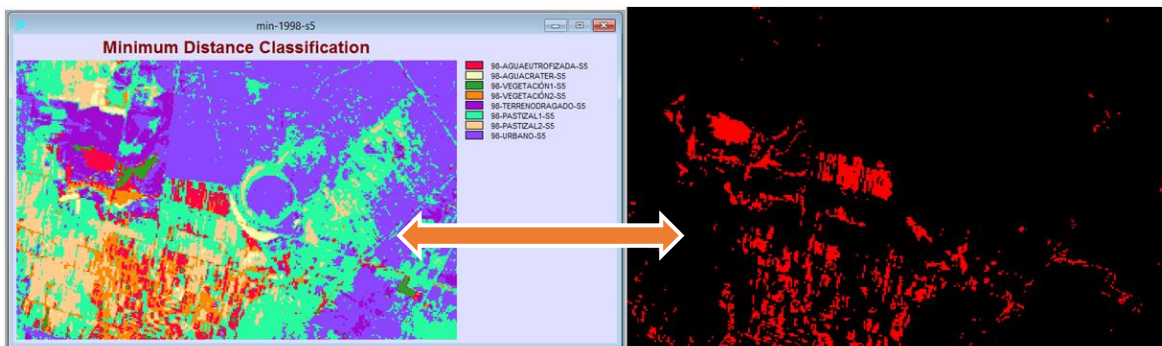 min-1998-s5
Minimum Distance Classification
98-AGUAEUTROFIZADA-S5
98-AGUACRATER-S5
98-VEGETACIÓN1-S5
98-VEGETACIÓN2-S5
98-TERRENODRAGADO-S5
98-PASTIZAL1-S5
98-PASTIZAL2-S5
98-URBANO-S5